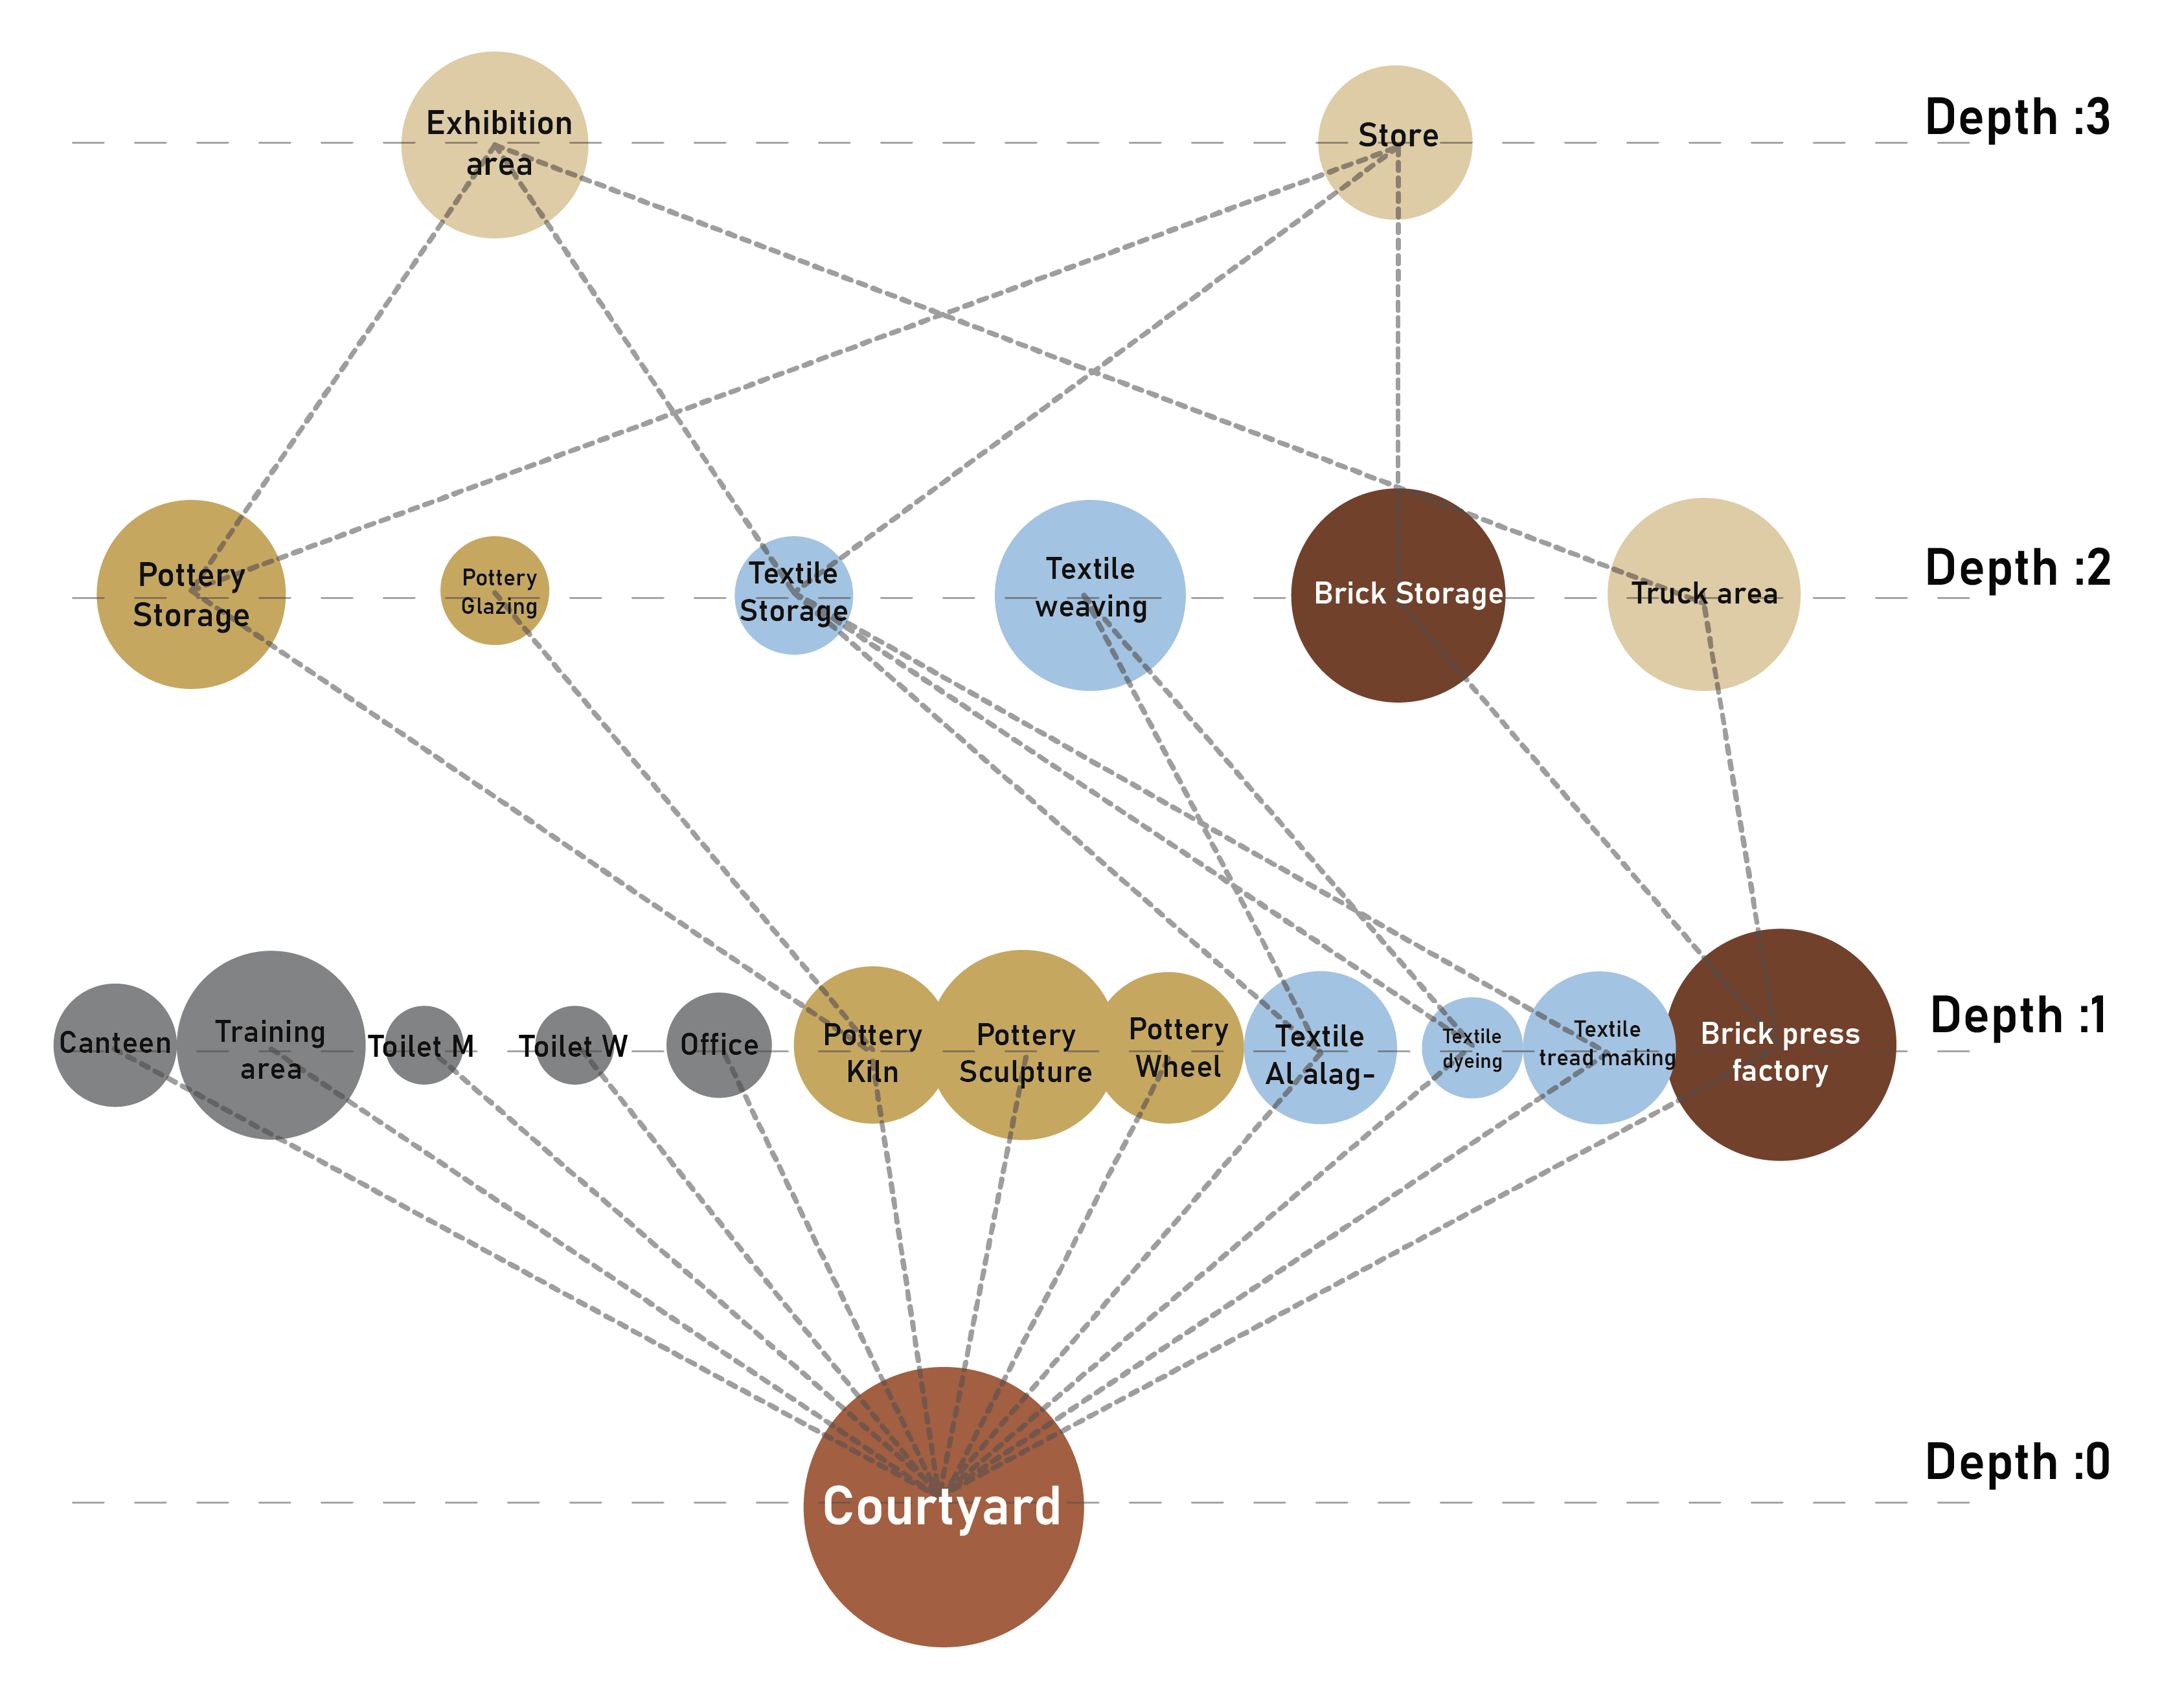 Exhibition
area
Store
Depth :3
Pottery
Storage
Pottery
Glazing
Textile
Storage
Textile
weaving
Brick Storage
Truck area
Depth :2
Canteen
Training
area
Toilet M
Toilet W
Office
Pottery
Kiln
Pottery
Sculpture
Pottery
Wheel
Textile
ALalag-
Textile
dyeing
Textile
tread making
Brick press
factory
Depth :1
Courtyard
Depth :0